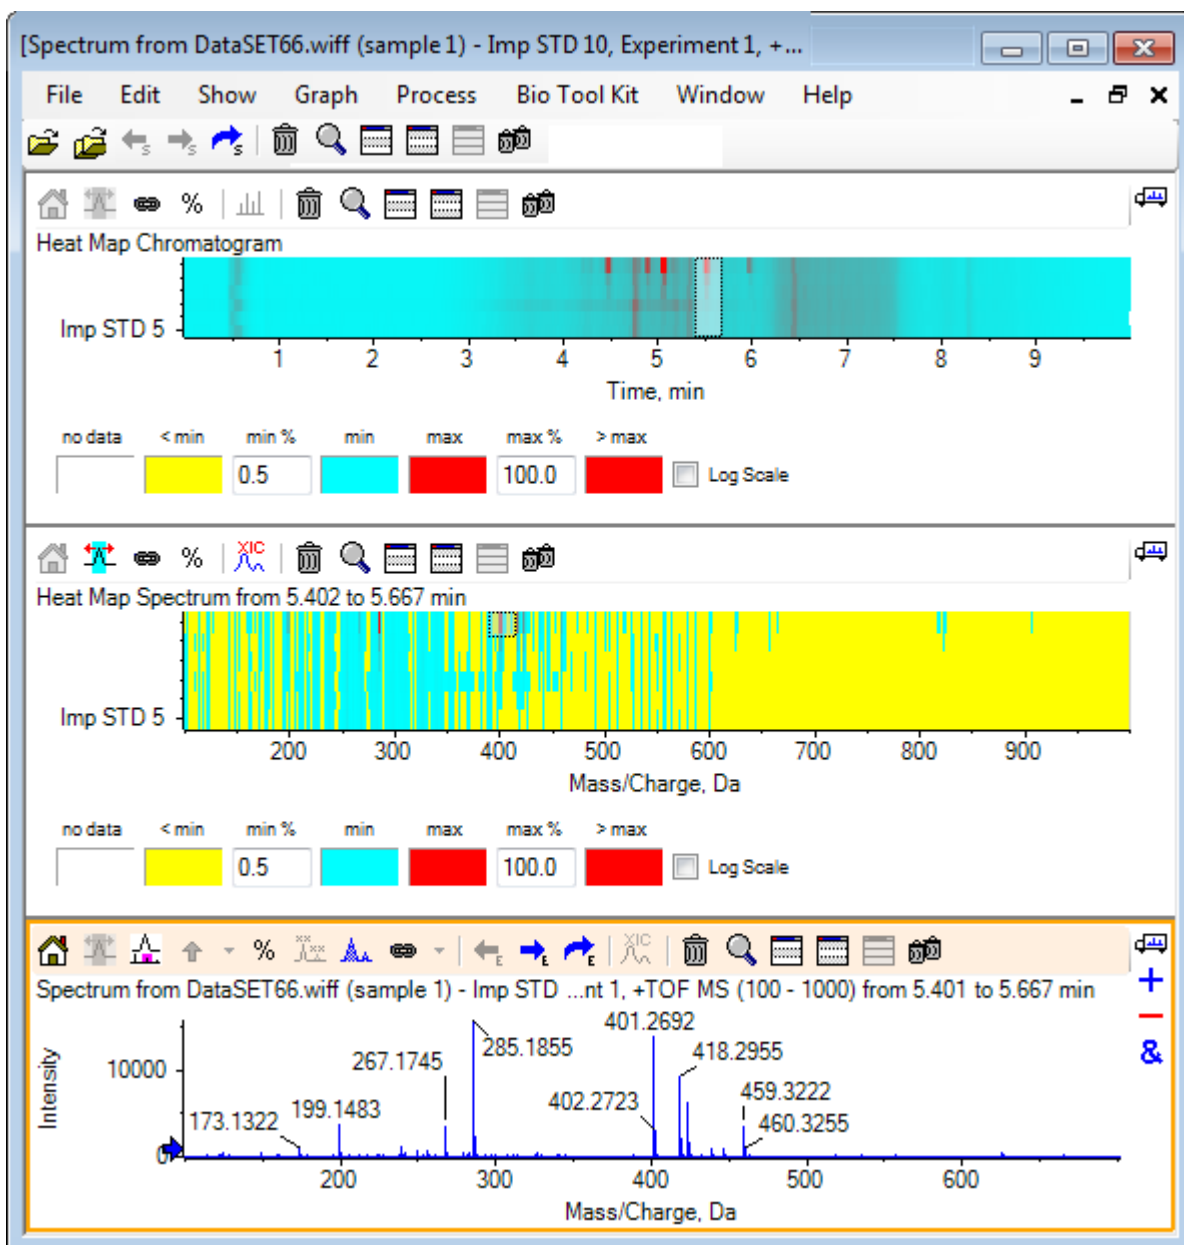 [Spectrum from DataSET66.wiff (sample 1) - Imp STD 10, Experiment 1, +...
File Edit Show Graph Process Bio Tool Kit Window Help
S S S
%
Heat Map Chromatogram
Imp STD 5
1 2 3 4 5 6 7 8 9
Time, min
no data < min min % min max max % > max
0.5 100.0 Log Scale
% XIC
Heat Map Spectrum from 5.402 to 5.667 min
Imp STD 5
200 300 400 500 600 700 800 900
Mass/Charge, Da
no data < min min % min max max % > max
0.5 100.0 Log Scale
% E E E XIC
Spectrum from DataSET66.wiff (sample 1) - Imp STD ...nt 1, +TOF MS (100 - 1000) from 5.401 to 5.667 min
+
−
&
Intensity
10000
0
401.2692
285.1855
418.2955
267.1745
459.3222
402.2723
199.1483
460.3255
173.1322
200 300 400 500 600
Mass/Charge, Da